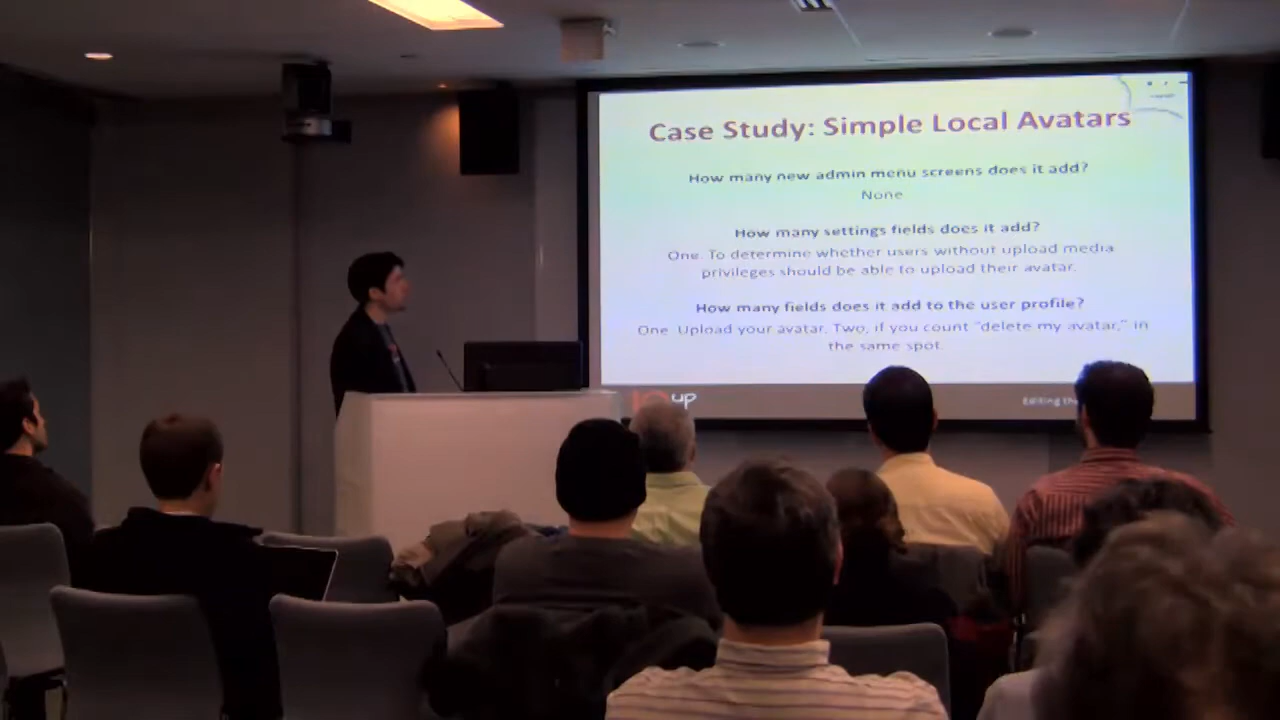 Case Study: Simple Local Avatars
How many new admin menu screens does it add?
None
How many settings fields does it add?
One. To determine whether users without upload media
privileges should be able to upload their avatar.
How many fields does it add to the user profile?
One. Upload your avatar. Two, if you count "delete my avatar," in
the same spot.
up
Editing